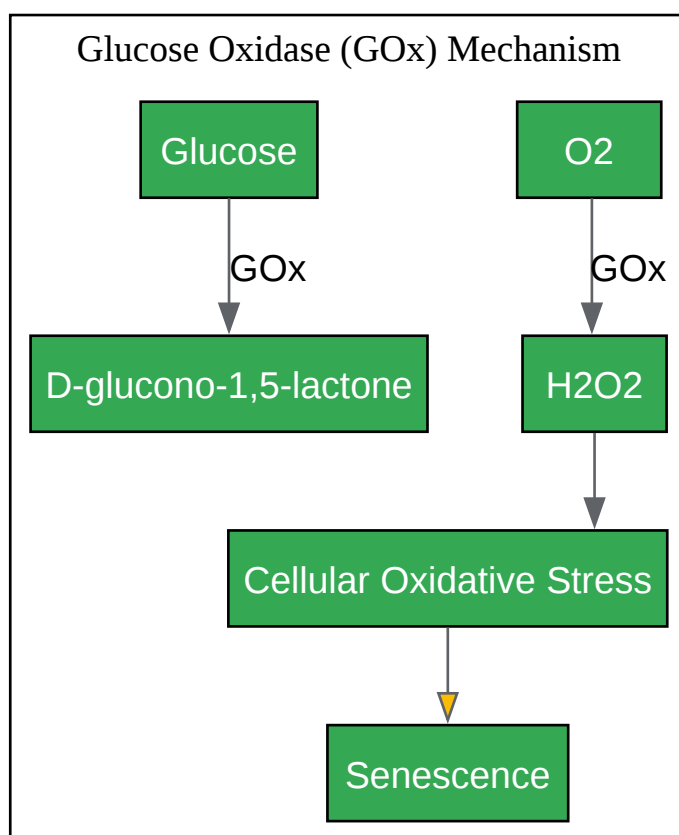 Glucose Oxidase (GOx) Mechanism
Glucose
O2
GOx
GOx
D-glucono-1,5-lactone
H2O2
Cellular Oxidative Stress
Senescence